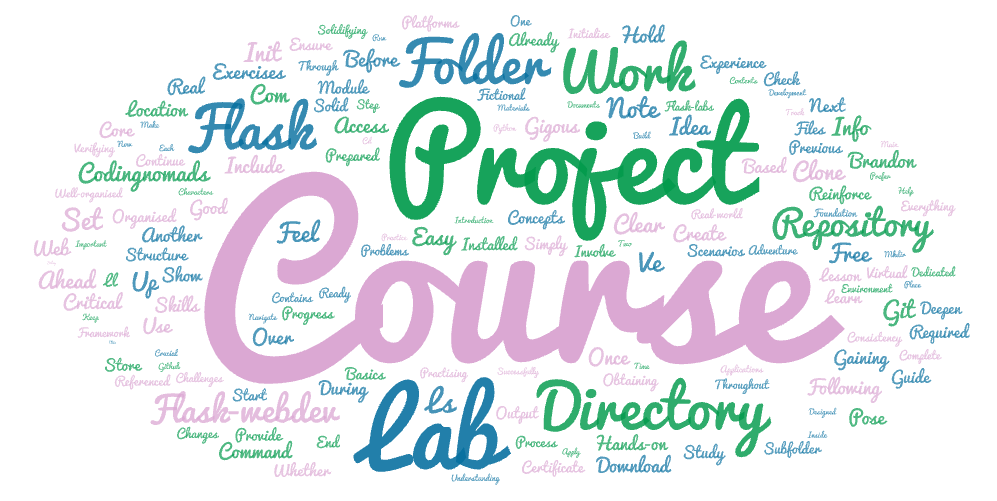 Platforms
One
Solidifying
Already
Initialise
Hold
Init
Ensure
Before
Folder
Work
Experience
Exercises
Through
Contents
Check
Real
Module
Com
Fictional
Development
Location
Solid
Step
Materials
Documents
Note
Flask-labs
Track
Next
Make
Core
Flask
Access
Cd
Project
Python
Gigous
Build
Idea
Files
Info
Verifying
Now
Each
Previous
Main
Continue
Include
Prepared
Based
Clone
Brandon
Codingnomads
Prefer
Well-organised
Characters
Reinforce
Help
Set
Organised
Good
Introduction
Concepts
Clear
Real-world
Foundation
Everything
Create
Repository
Web
Important
Another
Feel
Practice
Easy
Installed
Simply
Two
Structure
Problems
Involve
Ve
Scenarios
Adventure
Free
Mkdir
Ahead
ll
Up
Show
Course
Lesson
Virtual
Dedicated
Environment
Place
Critical
Skills
Contains
Ready
Learn
Git
Deepen
Keep
Use
Navigate
Progress
Framework
Over
Consistency
Required
Crucial
Once
Time
Gaining
Complete
Store
Github
Basics
Practising
Successfully
Applications
Referenced
Challenges
Obtaining
Throughout
Following
Guide
Start
During
Flask-webdev
Lab
ls
Output
Directory
Designed
Pose
Changes
Provide
End
Process
Hands-on
Inside
Command
Apply
Study
Subfolder
Whether
Certificate
Download
Understanding